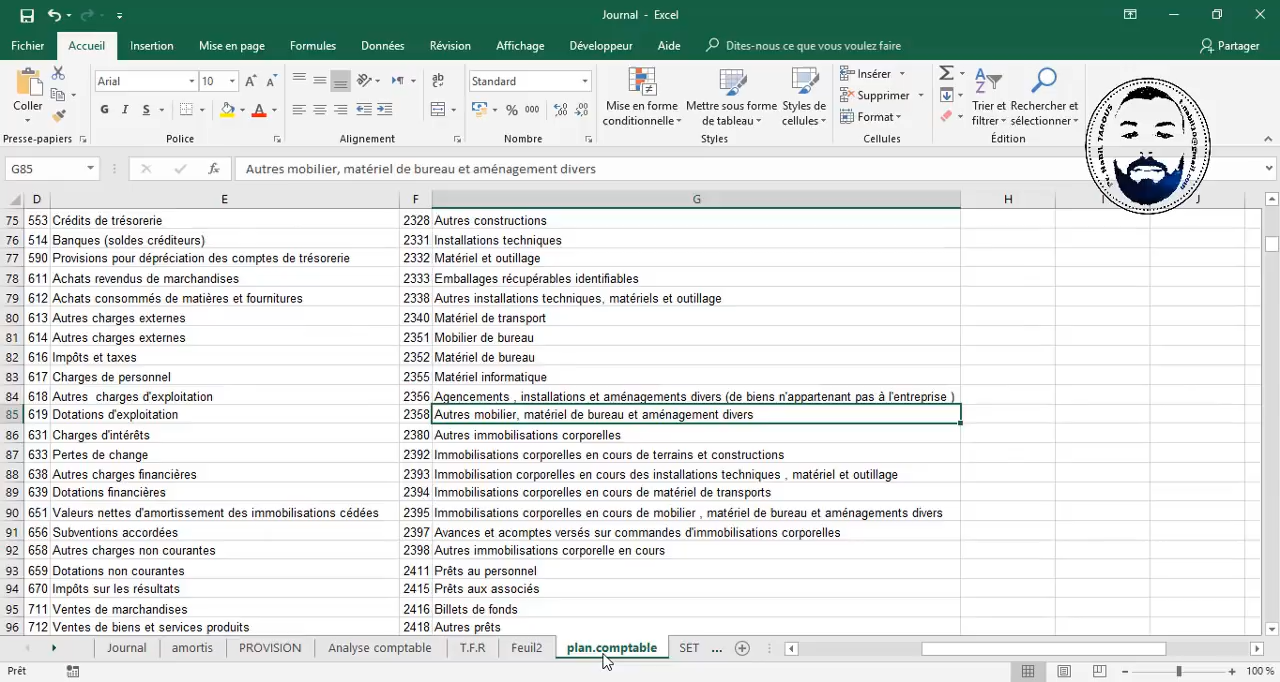 Journal - Excel
Fichier Accueil Insertion Mise en page Formules Données Révision Affichage Développeur Aide Dites-nous ce que vous voulez faire Partager
Coller
Arial 10
G I S
Standard
% 000
Mise en forme conditionnelle
Mettre sous forme de tableau
Styles de cellules
Insérer
Supprimer
Format
Trier et filtrer
Rechercher et sélectionner
Presse-papiers Police Alignement Nombre Styles Cellules Édition
G85 fx Autres mobilier, matériel de bureau et aménagement divers
D E F G H I J
75 553 Crédits de trésorerie 2328 Autres constructions
76 514 Banques (soldes créditeurs) 2331 Installations techniques
77 590 Provisions pour dépréciation des comptes de trésorerie 2332 Matériel et outillage
78 611 Achats revendus de marchandises 2333 Emballages récupérables identifiables
79 612 Achats consommés de matières et fournitures 2338 Autres installations techniques, matériels et outillage
80 613 Autres charges externes 2340 Matériel de transport
81 614 Autres charges externes 2351 Mobilier de bureau
82 616 Impôts et taxes 2352 Matériel de bureau
83 617 Charges de personnel 2355 Matériel informatique
84 618 Autres charges d'exploitation 2356 Agencements , installations et aménagements divers (de biens n'appartenant pas à l'entreprise )
85 619 Dotations d'exploitation 2358 Autres mobilier, matériel de bureau et aménagement divers
86 631 Charges d'intérêts 2380 Autres immobilisations corporelles
87 633 Pertes de change 2392 Immobilisations corporelles en cours de terrains et constructions
88 638 Autres charges financières 2393 Immobilisation corporelles en cours des installations techniques , matériel et outillage
89 639 Dotations financières 2394 Immobilisations corporelles en cours de matériel de transports
90 651 Valeurs nettes d'amortissement des immobilisations cédées 2395 Immobilisations corporelles en cours de mobilier , matériel de bureau et aménagements divers
91 656 Subventions accordées 2397 Avances et acomptes versés sur commandes d'immobilisations corporelles
92 658 Autres charges non courantes 2398 Autres immobilisations corporelle en cours
93 659 Dotations non courantes 2411 Prêts au personnel
94 670 Impôts sur les résultats 2415 Prêts aux associés
95 711 Ventes de marchandises 2416 Billets de fonds
96 712 Ventes de biens et services produits 2418 Autres prêts
Journal amortis PROVISION Analyse comptable T.F.R Feuil2 plan.comptable SET ...
Prêt 100 %